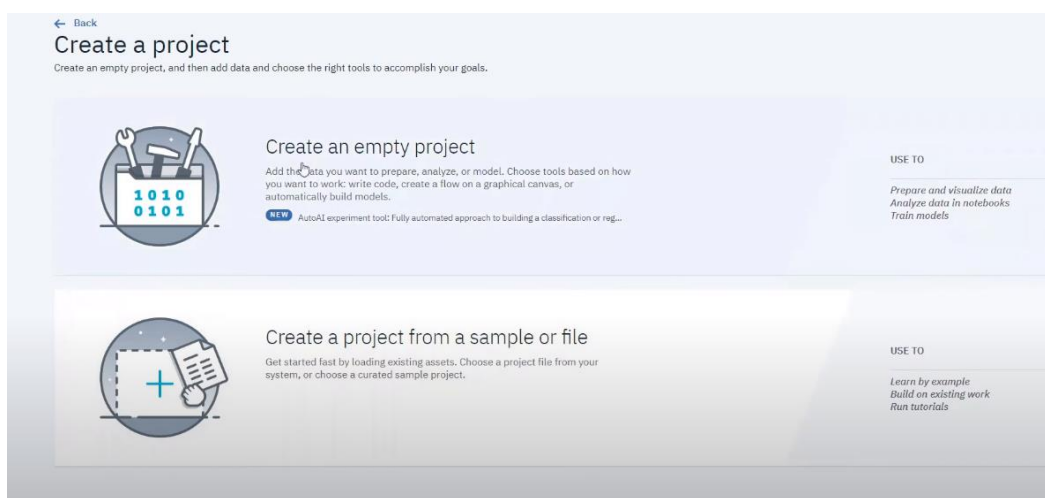 ← Back
Create a project
Create an empty project, and then add data and choose the right tools to accomplish your goals.
1010
0101
Create an empty project
Add the data you want to prepare, analyze, or model. Choose tools based on how
you want to work: write code, create a flow on a graphical canvas, or
automatically build models.
NEW AutoAI experiment tool: Fully automated approach to building a classification or reg...
USE TO
Prepare and visualize data
Analyze data in notebooks
Train models
Create a project from a sample or file
Get started fast by loading existing assets. Choose a project file from your
system, or choose a curated sample project.
USE TO
Learn by example
Build on existing work
Run tutorials